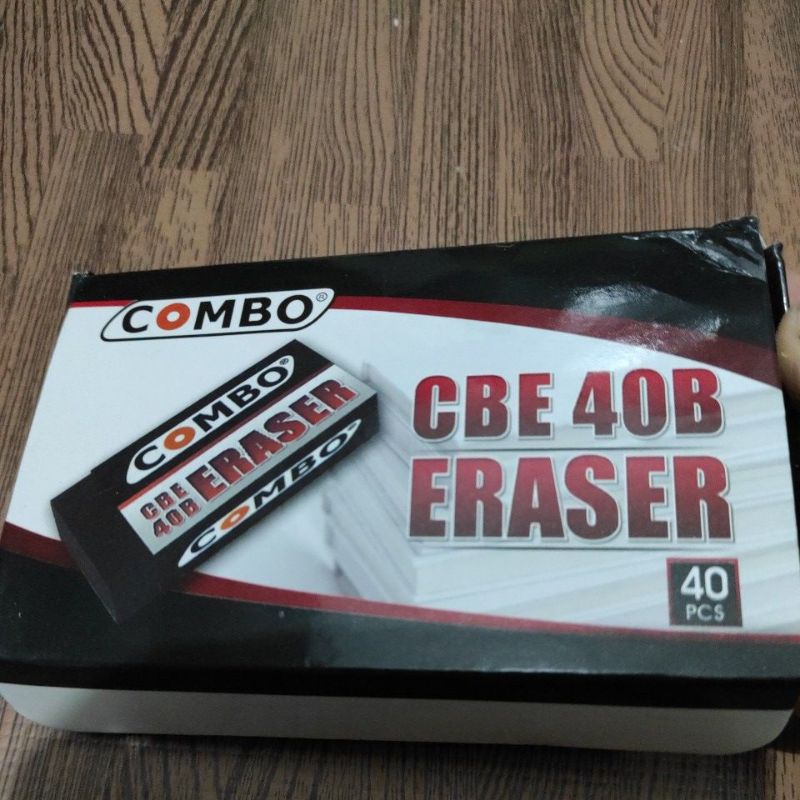 COMBO®
COMBO®
CBE 40B ERASER
COMBO
CBE 40B
ERASER
40
PCS